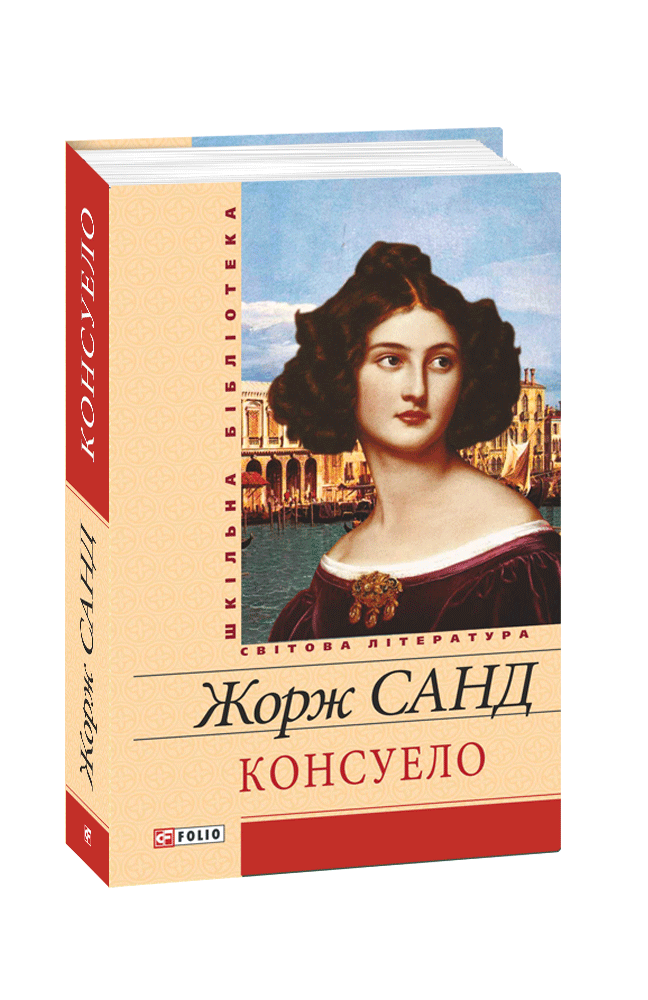 КОНСУЕЛО
Жорж САНД
ШКІЛЬНА БІБЛІОТЕКА
СВІТОВА ЛІТЕРАТУРА
Жорж САНД
КОНСУЕЛО
FOLIO